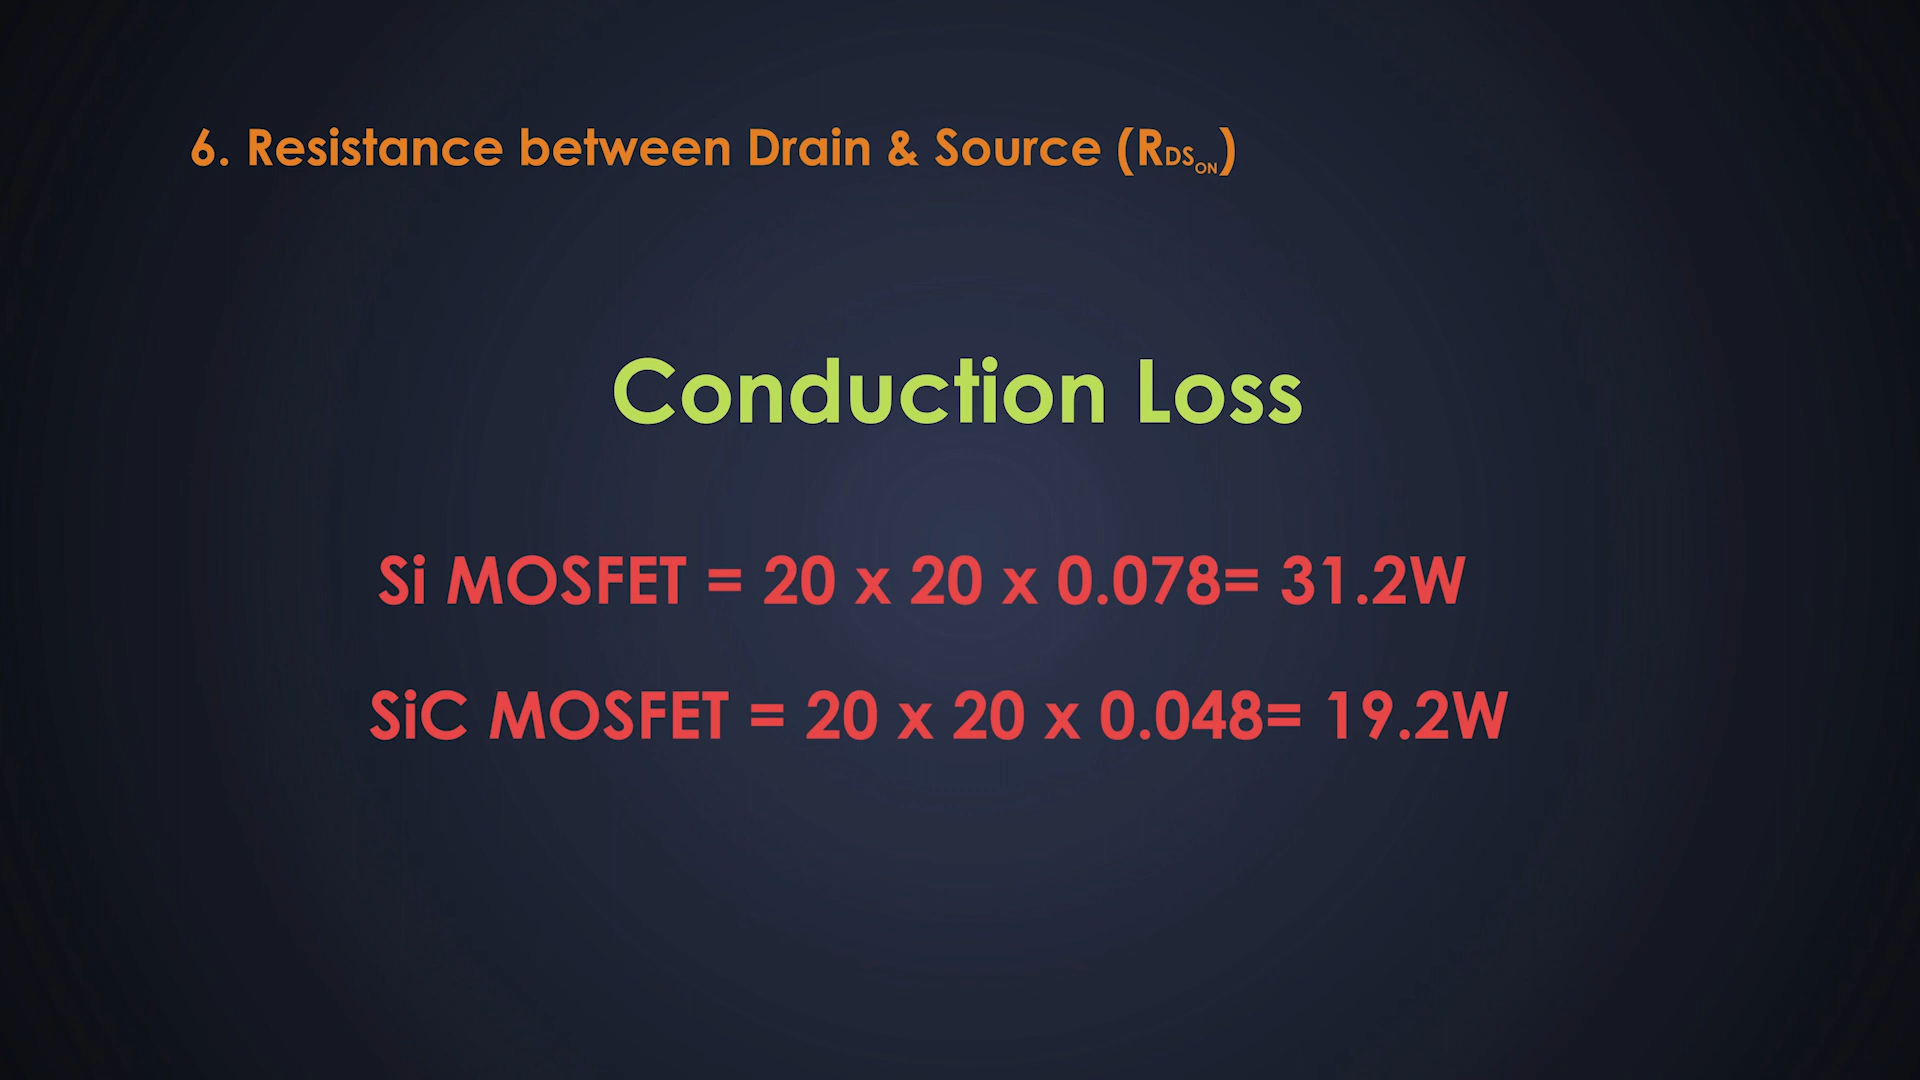 6. Resistance between Drain & Source (RDSON)
Conduction Loss
Si MOSFET = 20 x 20 x 0.078= 31.2W
SiC MOSFET = 20 x 20 x 0.048= 19.2W